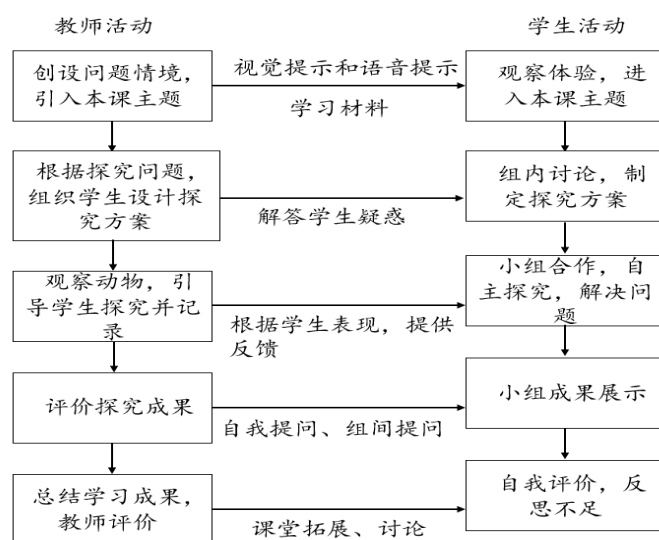 教师活动
学生活动
创设问题情境，
引入本课主题
视觉提示和语音提示
学习材料
观察体验，进
入本课主题
根据探究问题，
组织学生设计探
究方案
解答学生疑惑
组内讨论，制
定探究方案
观察动物，引
导学生探究并记
录
根据学生表现，提供
反馈
小组合作，自
主探究，解决问
题
评价探究成果
自我提问、组间提问
小组成果展示
总结学习成果，
教师评价
课堂拓展、讨论
自我评价，反
思不足